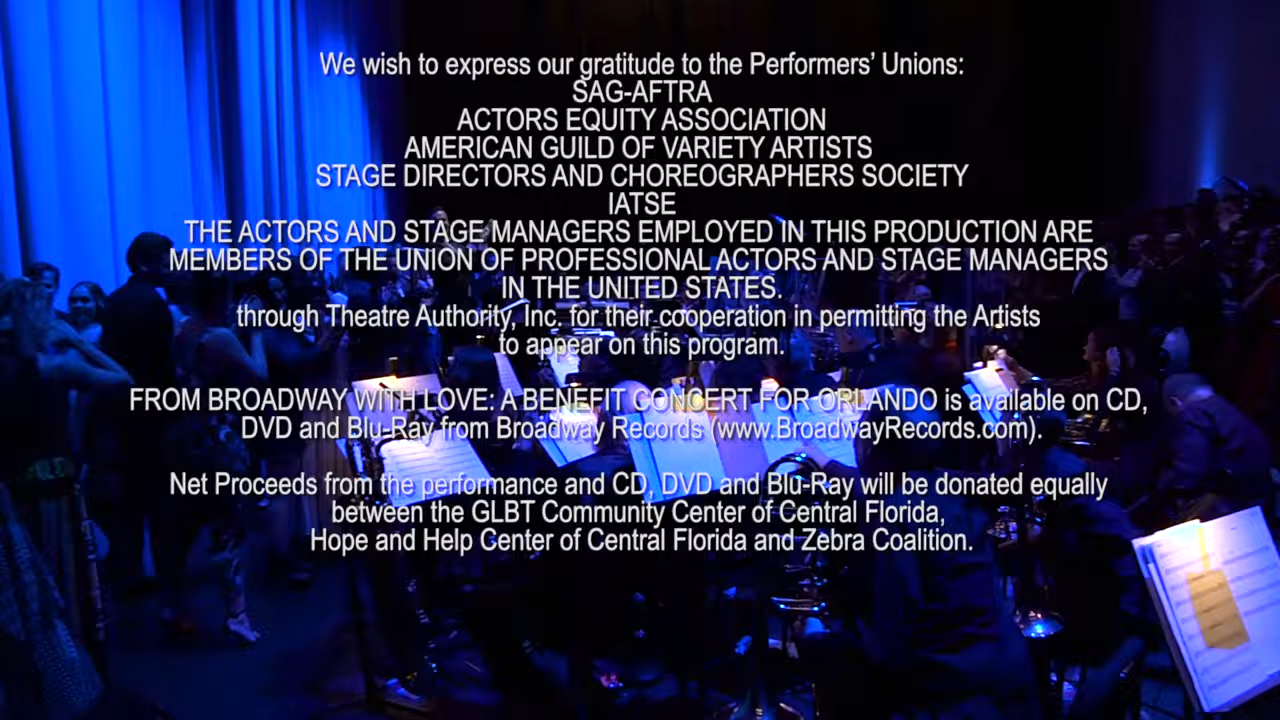 We wish to express our gratitude to the Performers' Unions:
SAG-AFTRA
ACTORS EQUITY ASSOCIATION
AMERICAN GUILD OF VARIETY ARTISTS
STAGE DIRECTORS AND CHOREOGRAPHERS SOCIETY
IATSE
THE ACTORS AND STAGE MANAGERS EMPLOYED IN THIS PRODUCTION ARE
MEMBERS OF THE UNION OF PROFESSIONAL ACTORS AND STAGE MANAGERS
IN THE UNITED STATES.
through Theatre Authority, Inc. for their cooperation in permitting the Artists
to appear on this program.
FROM BROADWAY WITH LOVE: A BENEFIT CONCERT FOR ORLANDO is available on CD,
DVD and Blu-Ray from Broadway Records (www.BroadwayRecords.com).
Net Proceeds from the performance and CD, DVD and Blu-Ray will be donated equally
between the GLBT Community Center of Central Florida,
Hope and Help Center of Central Florida and Zebra Coalition.